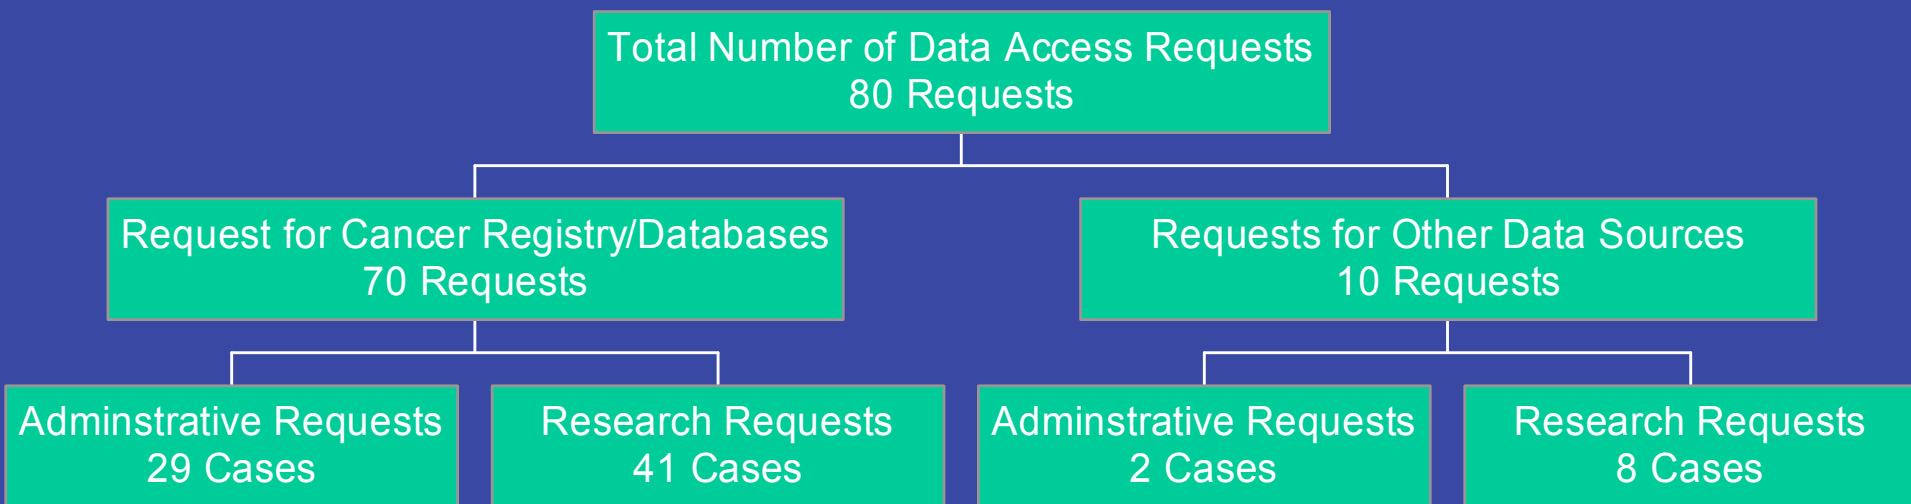 Total Number of Data Access Requests
80 Requests
Request for Cancer Registry/Databases
70 Requests
Requests for Other Data Sources
10 Requests
Adminstrative Requests
29 Cases
Research Requests
41 Cases
Adminstrative Requests
2 Cases
Research Requests
8 Cases